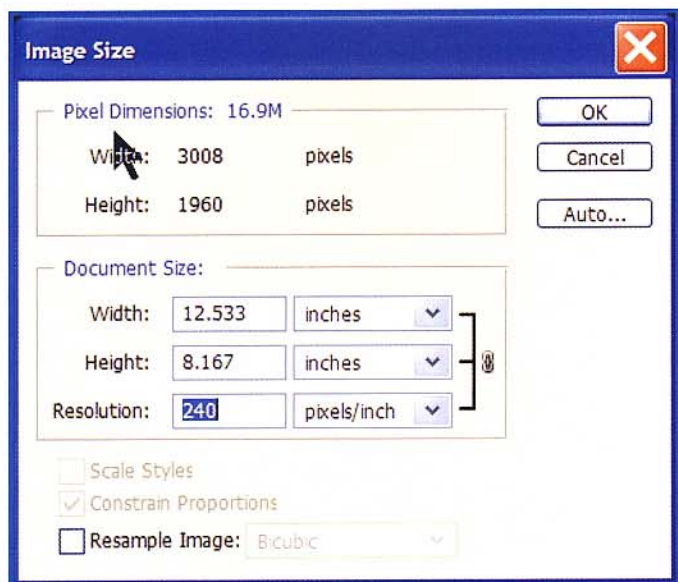 Image Size
Pixel Dimensions: 16.9M
Width: 3008 pixels
Height: 1960 pixels
OK
Cancel
Auto...
Document Size:
Width: 12.533 inches
Height: 8.167 inches
Resolution: 240 pixels/inch
Scale Styles
Constrain Proportions
Resample Image: Bicubic